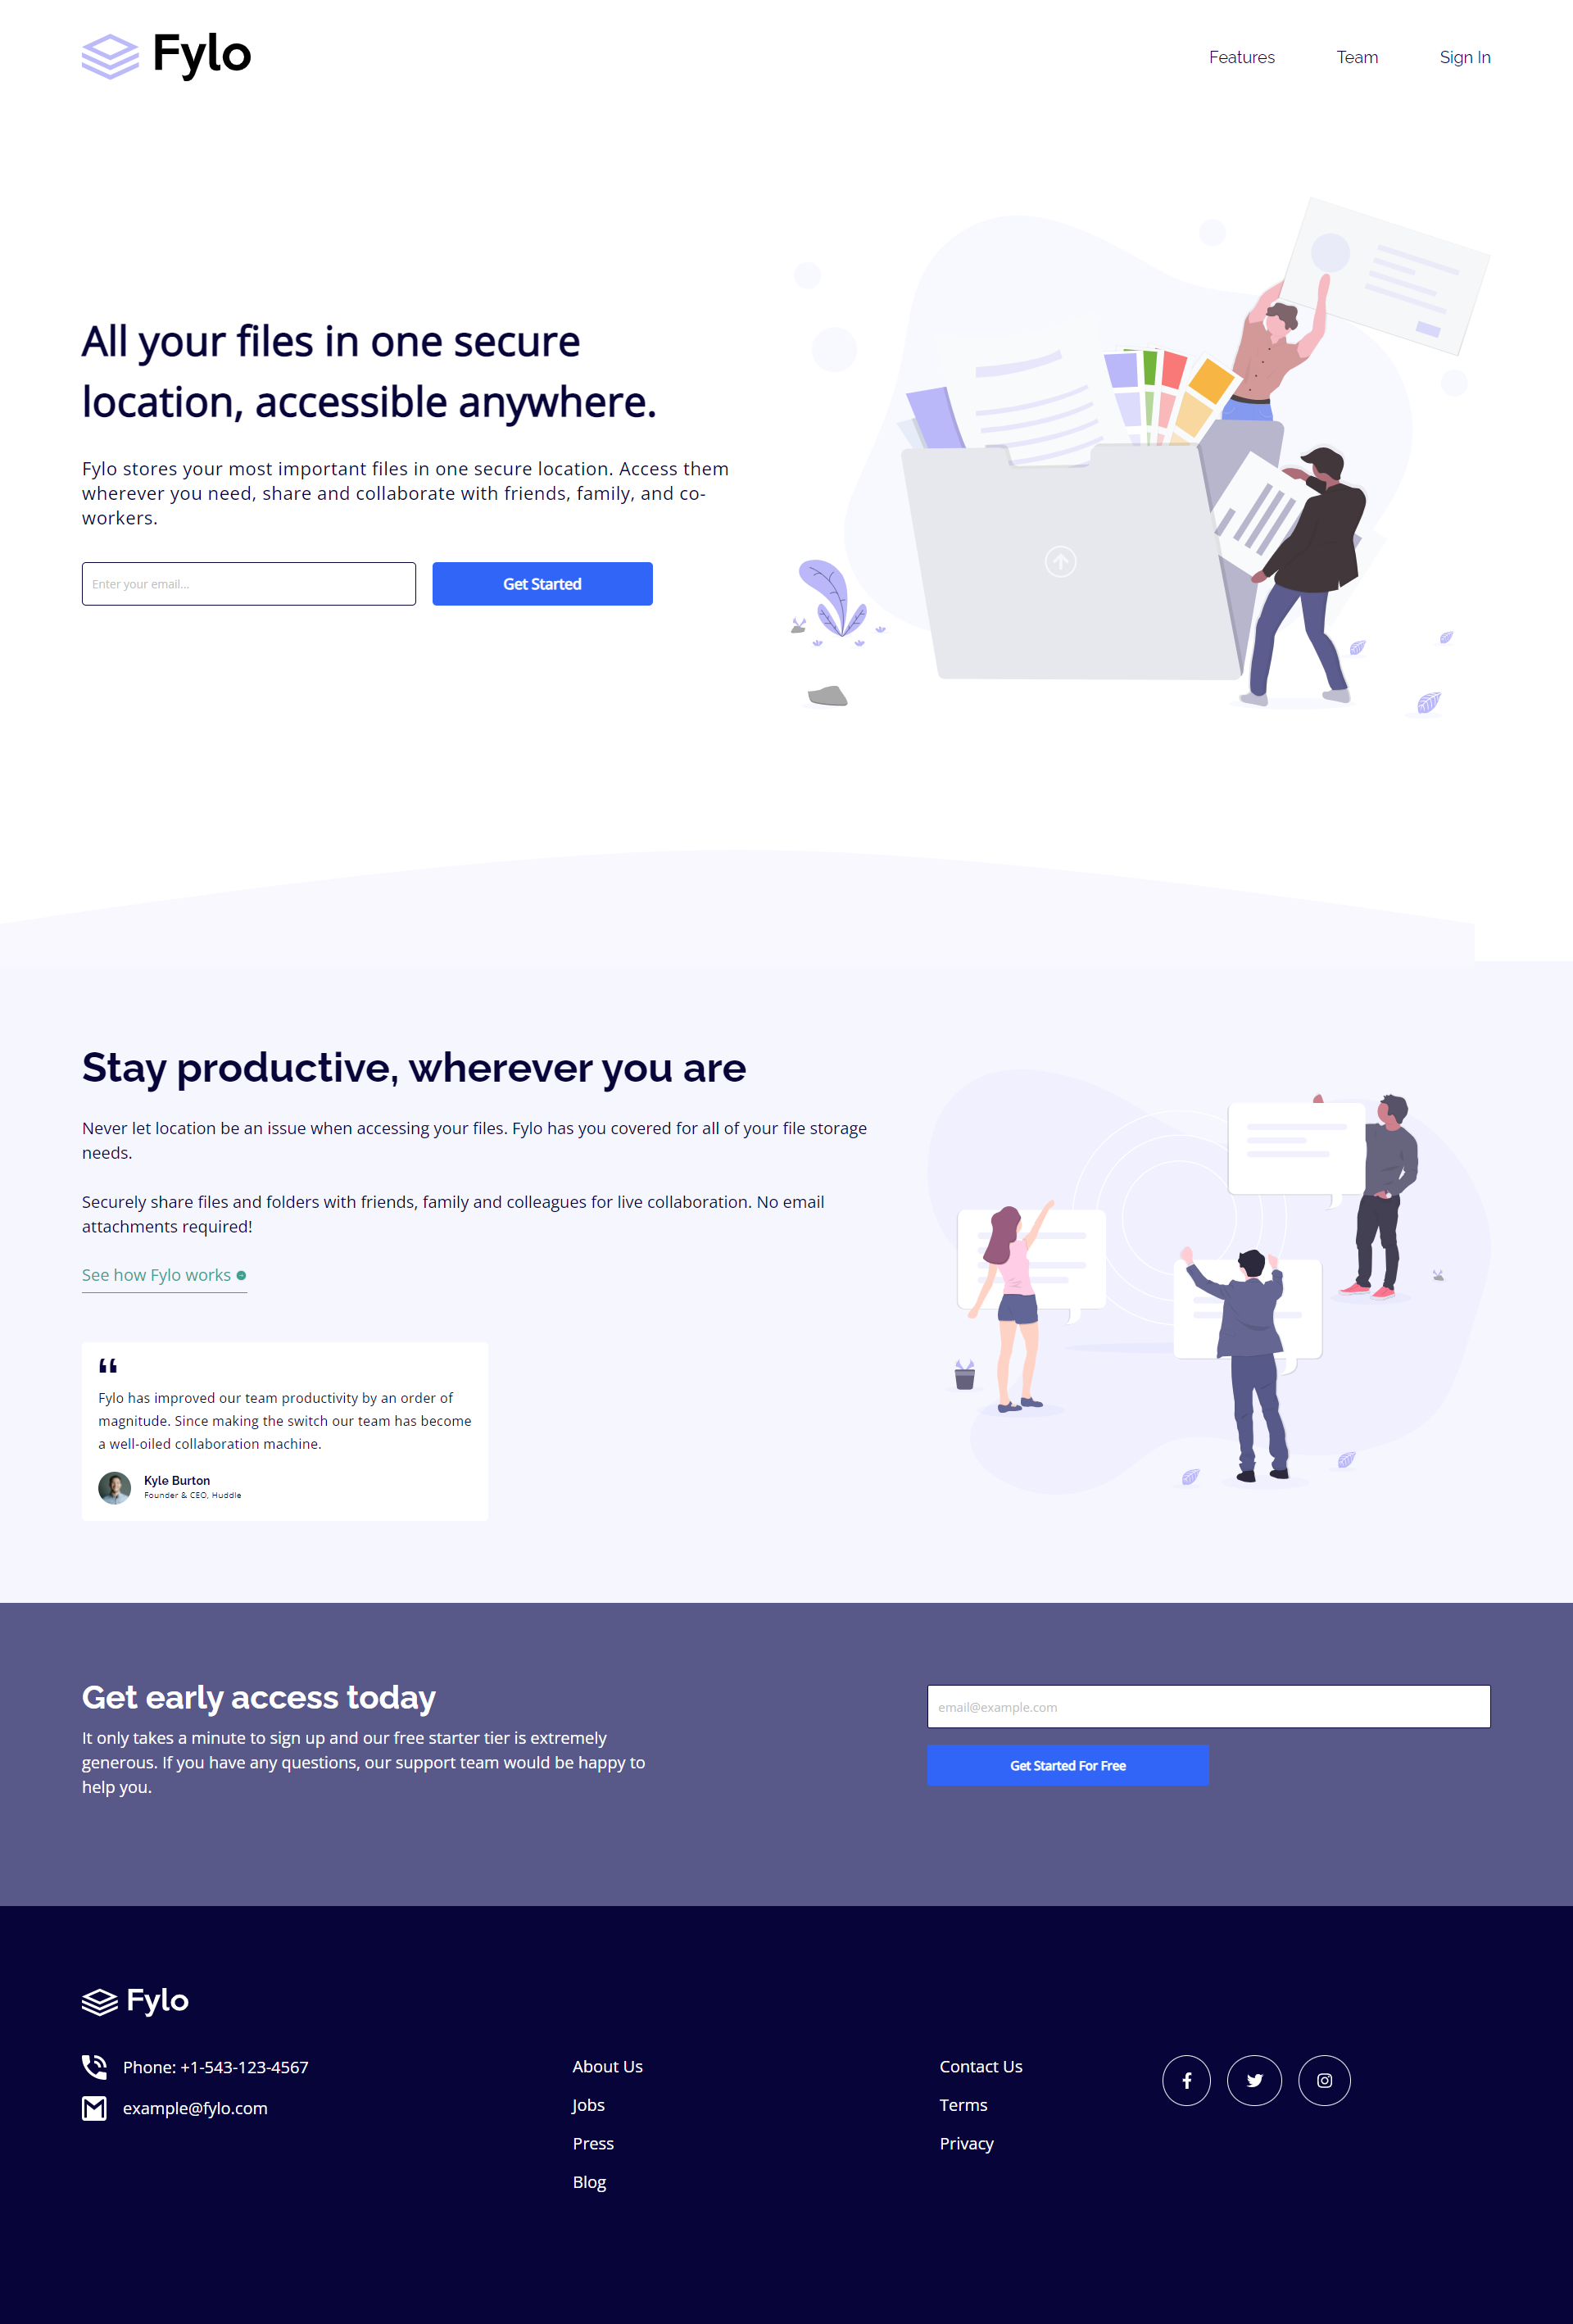 Fylo
Features
Team
Sign In
All your files in one secure
location, accessible anywhere.
Fylo stores your most important files in one secure location. Access them
wherever you need, share and collaborate with friends, family, and co-
workers.
Enter your email...
Get Started
Stay productive, wherever you are
Never let location be an issue when accessing your files. Fylo has you covered for all of your file storage
needs.
Securely share files and folders with friends, family and colleagues for live collaboration. No email
attachments required!
See how Fylo works
“
Fylo has improved our team productivity by an order of
magnitude. Since making the switch our team has become
a well-oiled collaboration machine.
Kyle Burton
Founder & CEO, Huddle
Get early access today
It only takes a minute to sign up and our free starter tier is extremely
generous. If you have any questions, our support team would be happy to
help you.
email@example.com
Get Started For Free
Fylo
Phone: +1-543-123-4567
example@fylo.com
About Us
Jobs
Press
Blog
Contact Us
Terms
Privacy